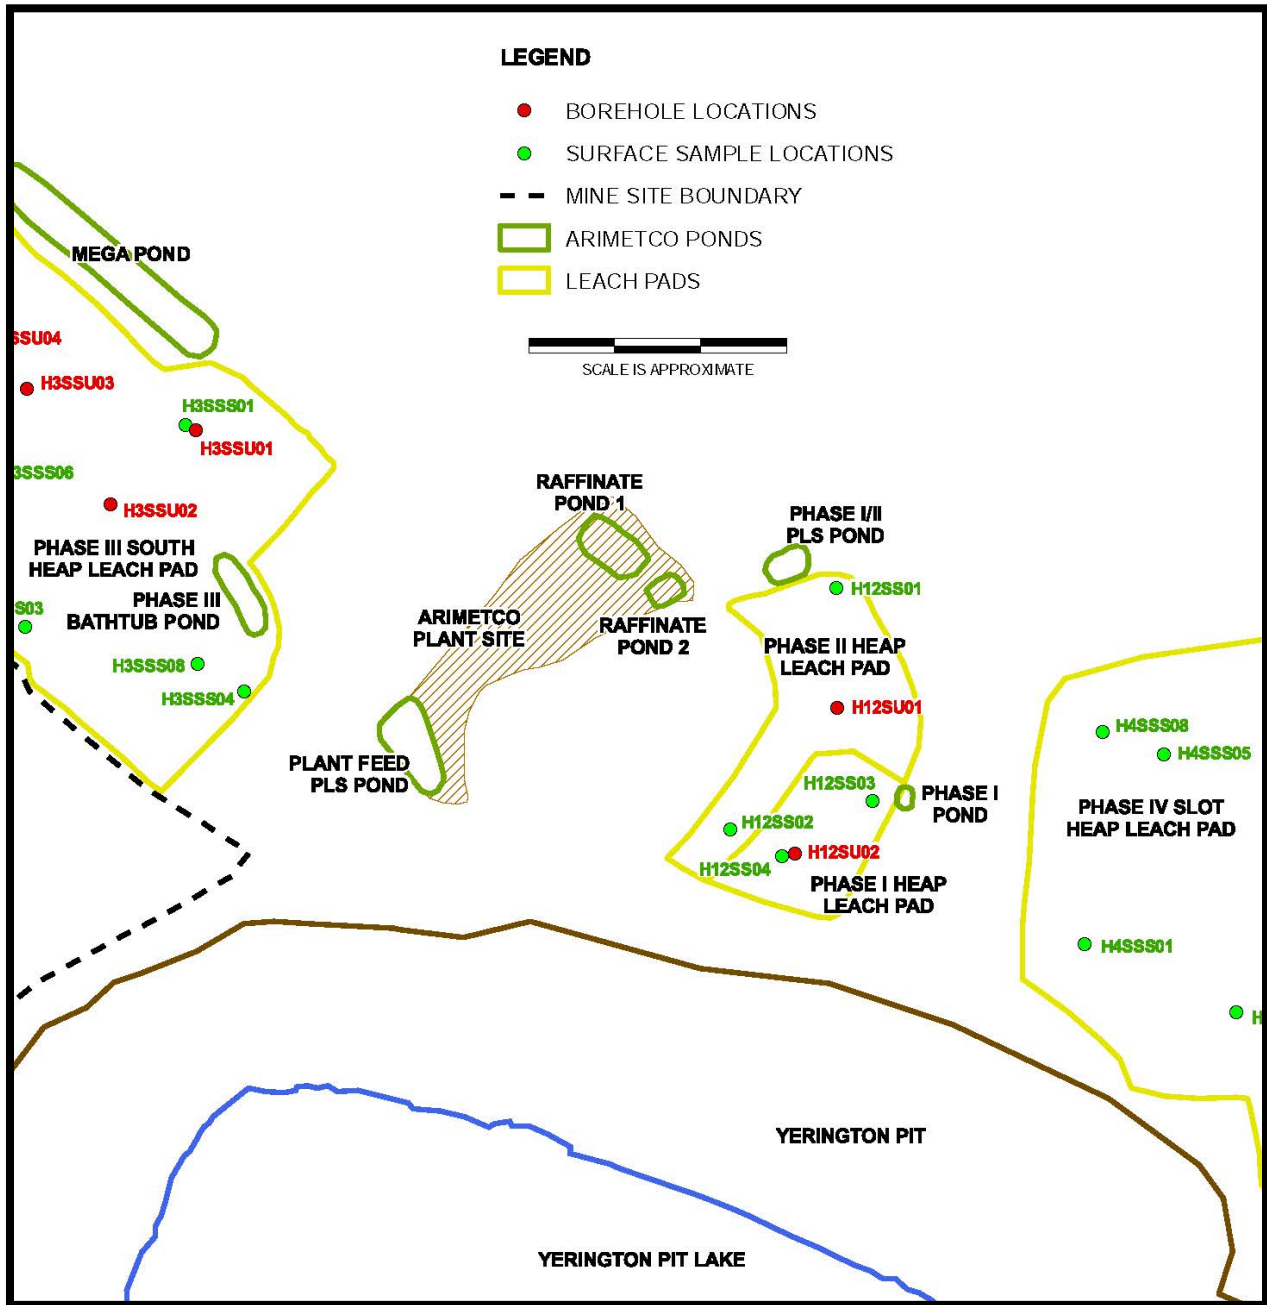 LEGEND
BOREHOLE LOCATIONS
SURFACE SAMPLE LOCATIONS
MINE SITE BOUNDARY
ARIMETCO PONDS
LEACH PADS
SCALE IS APPROXIMATE
MEGA POND
SSU04
H3SSU03
H3SSS01
H3SSU01
3SSS06
H3SSU02
PHASE III SOUTH
HEAP LEACH PAD
PHASE III
BATHTUB POND
S03
H3SSS08
H3SSS04
RAFFINATE
POND 1
ARIMETCO
PLANT SITE
RAFFINATE
POND 2
PLANT FEED
PLS POND
PHASE I/II
PLS POND
H12SS01
PHASE II HEAP
LEACH PAD
H12SU01
H12SS03
PHASE I
POND
H12SS02
H12SU02
H12SS04
PHASE I HEAP
LEACH PAD
H4SSS08
H4SSS05
PHASE IV SLOT
HEAP LEACH PAD
H4SSS01
H
YERINGTON PIT
YERINGTON PIT LAKE